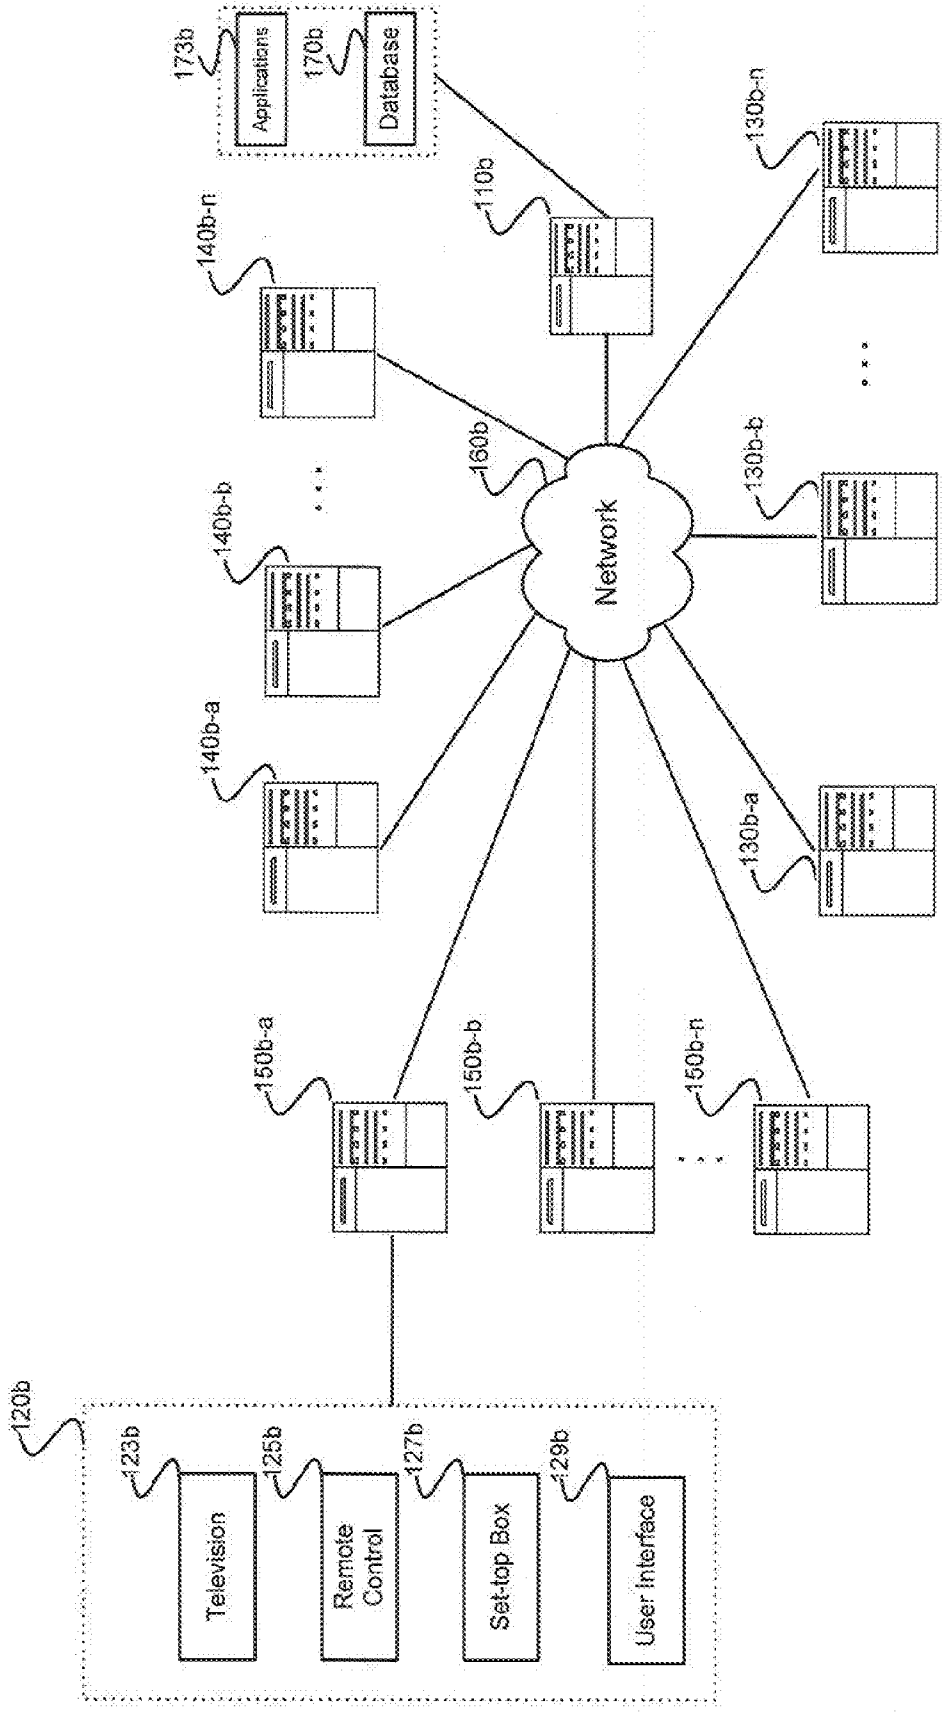 120b
123b
Television
125b
Remote
Control
127b
Set-top Box
129b
User Interface
150b-a
150b-b
150b-n
140b-a
140b-b
140b-n
160b
Network
130b-a
130b-b
130b-n
110b
173b
Applications
170b
Database